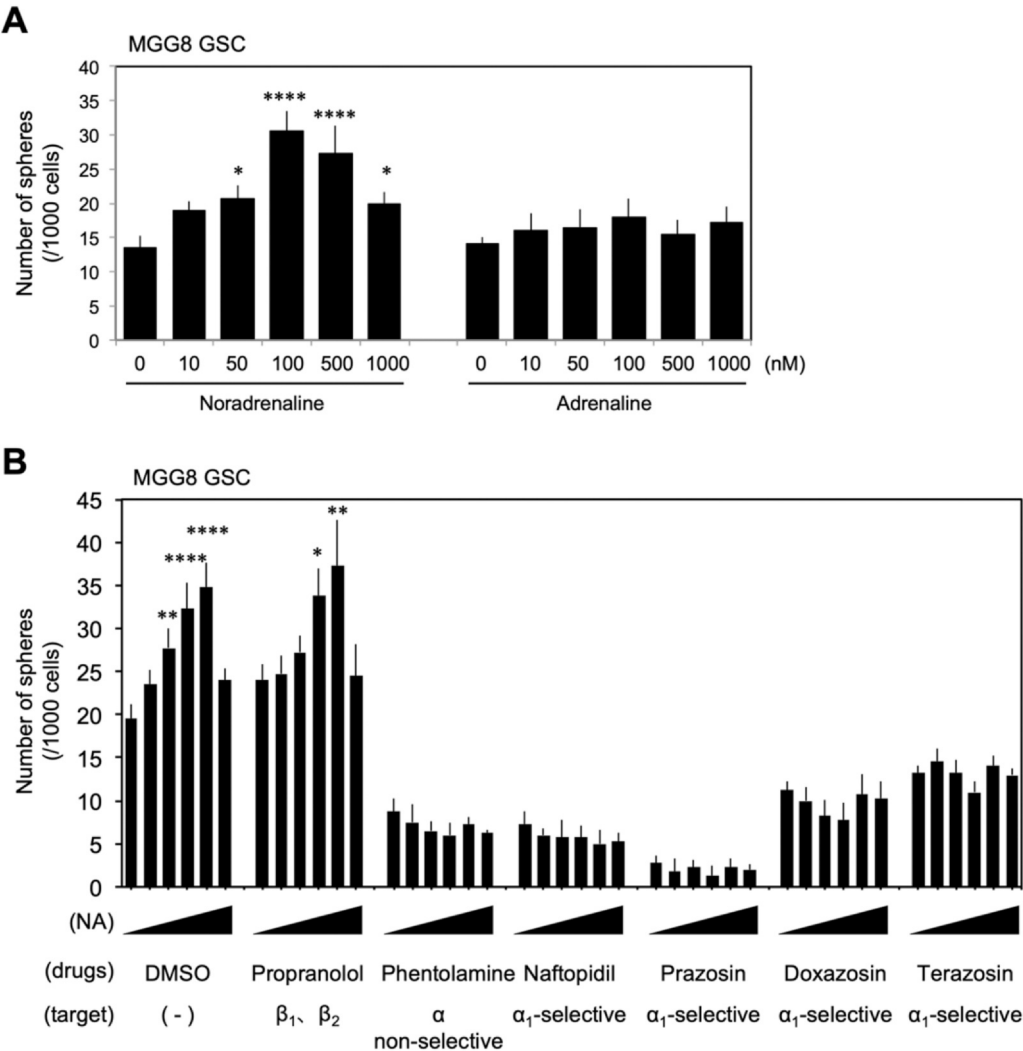 A
MGG8 GSC
Number of spheres
(/1000 cells)
40
35
30
25
20
15
10
5
0
*
****
****
*
0 10 50 100 500 1000 0 10 50 100 500 1000 (nM)
Noradrenaline Adrenaline
B
MGG8 GSC
Number of spheres
(/1000 cells)
45
40
35
30
25
20
15
10
5
0
**
****
****
*
**
(NA)
(drugs) DMSO Propranolol Phentolamine Naftopidil Prazosin Doxazosin Terazosin
(target) ( - ) β1、β2 α α1-selective α1-selective α1-selective α1-selective
non-selective